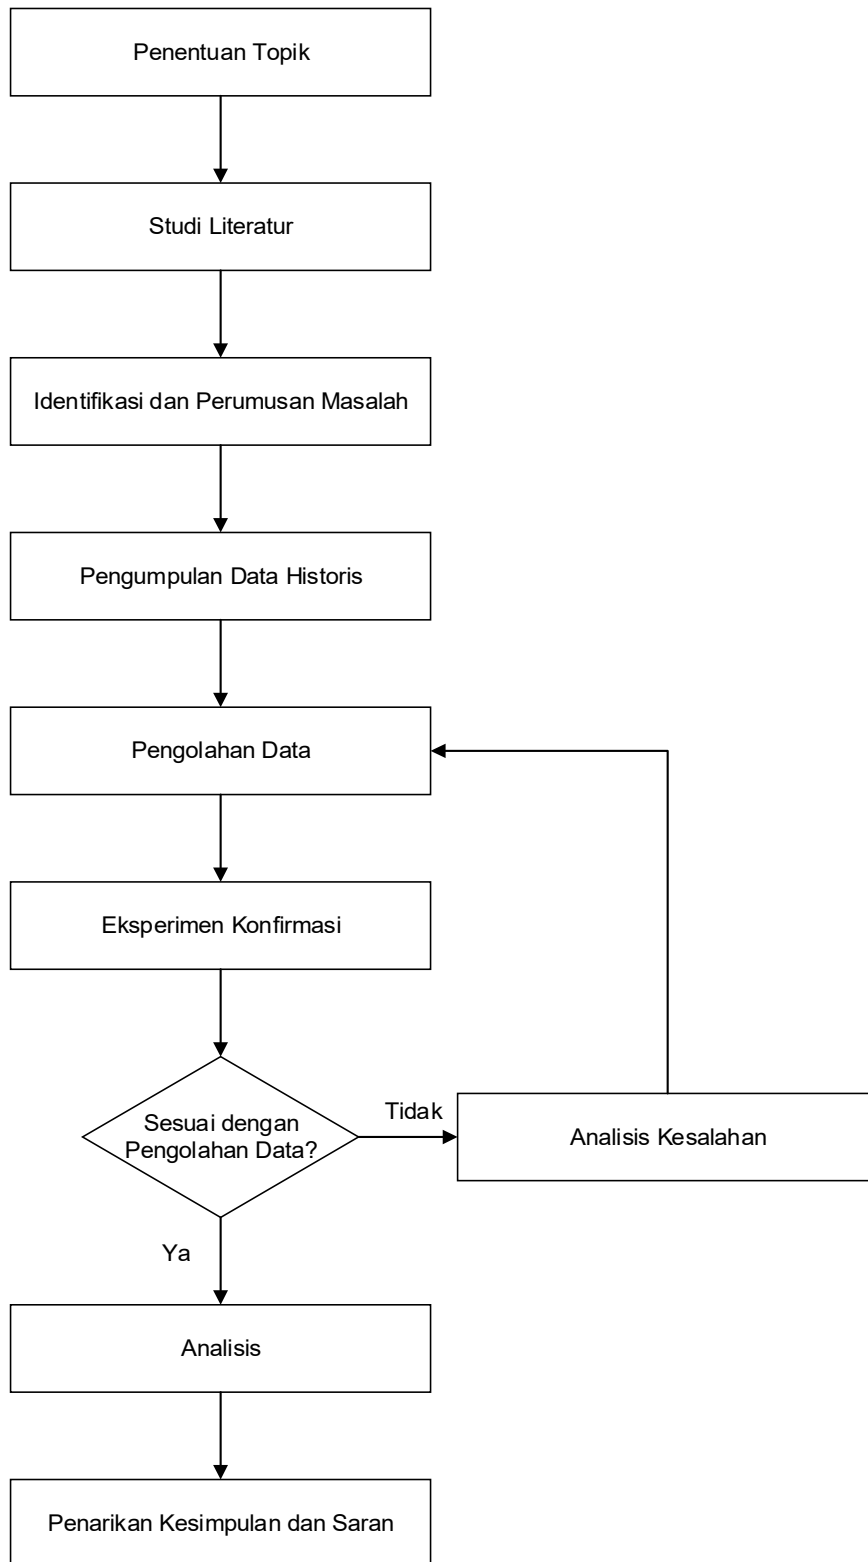 Penentuan Topik
Studi Literatur
Identifikasi dan Perumusan Masalah
Pengumpulan Data Historis
Pengolahan Data
Eksperimen Konfirmasi
Sesuai dengan
Pengolahan Data?
Tidak
Analisis Kesalahan
Ya
Analisis
Penarikan Kesimpulan dan Saran